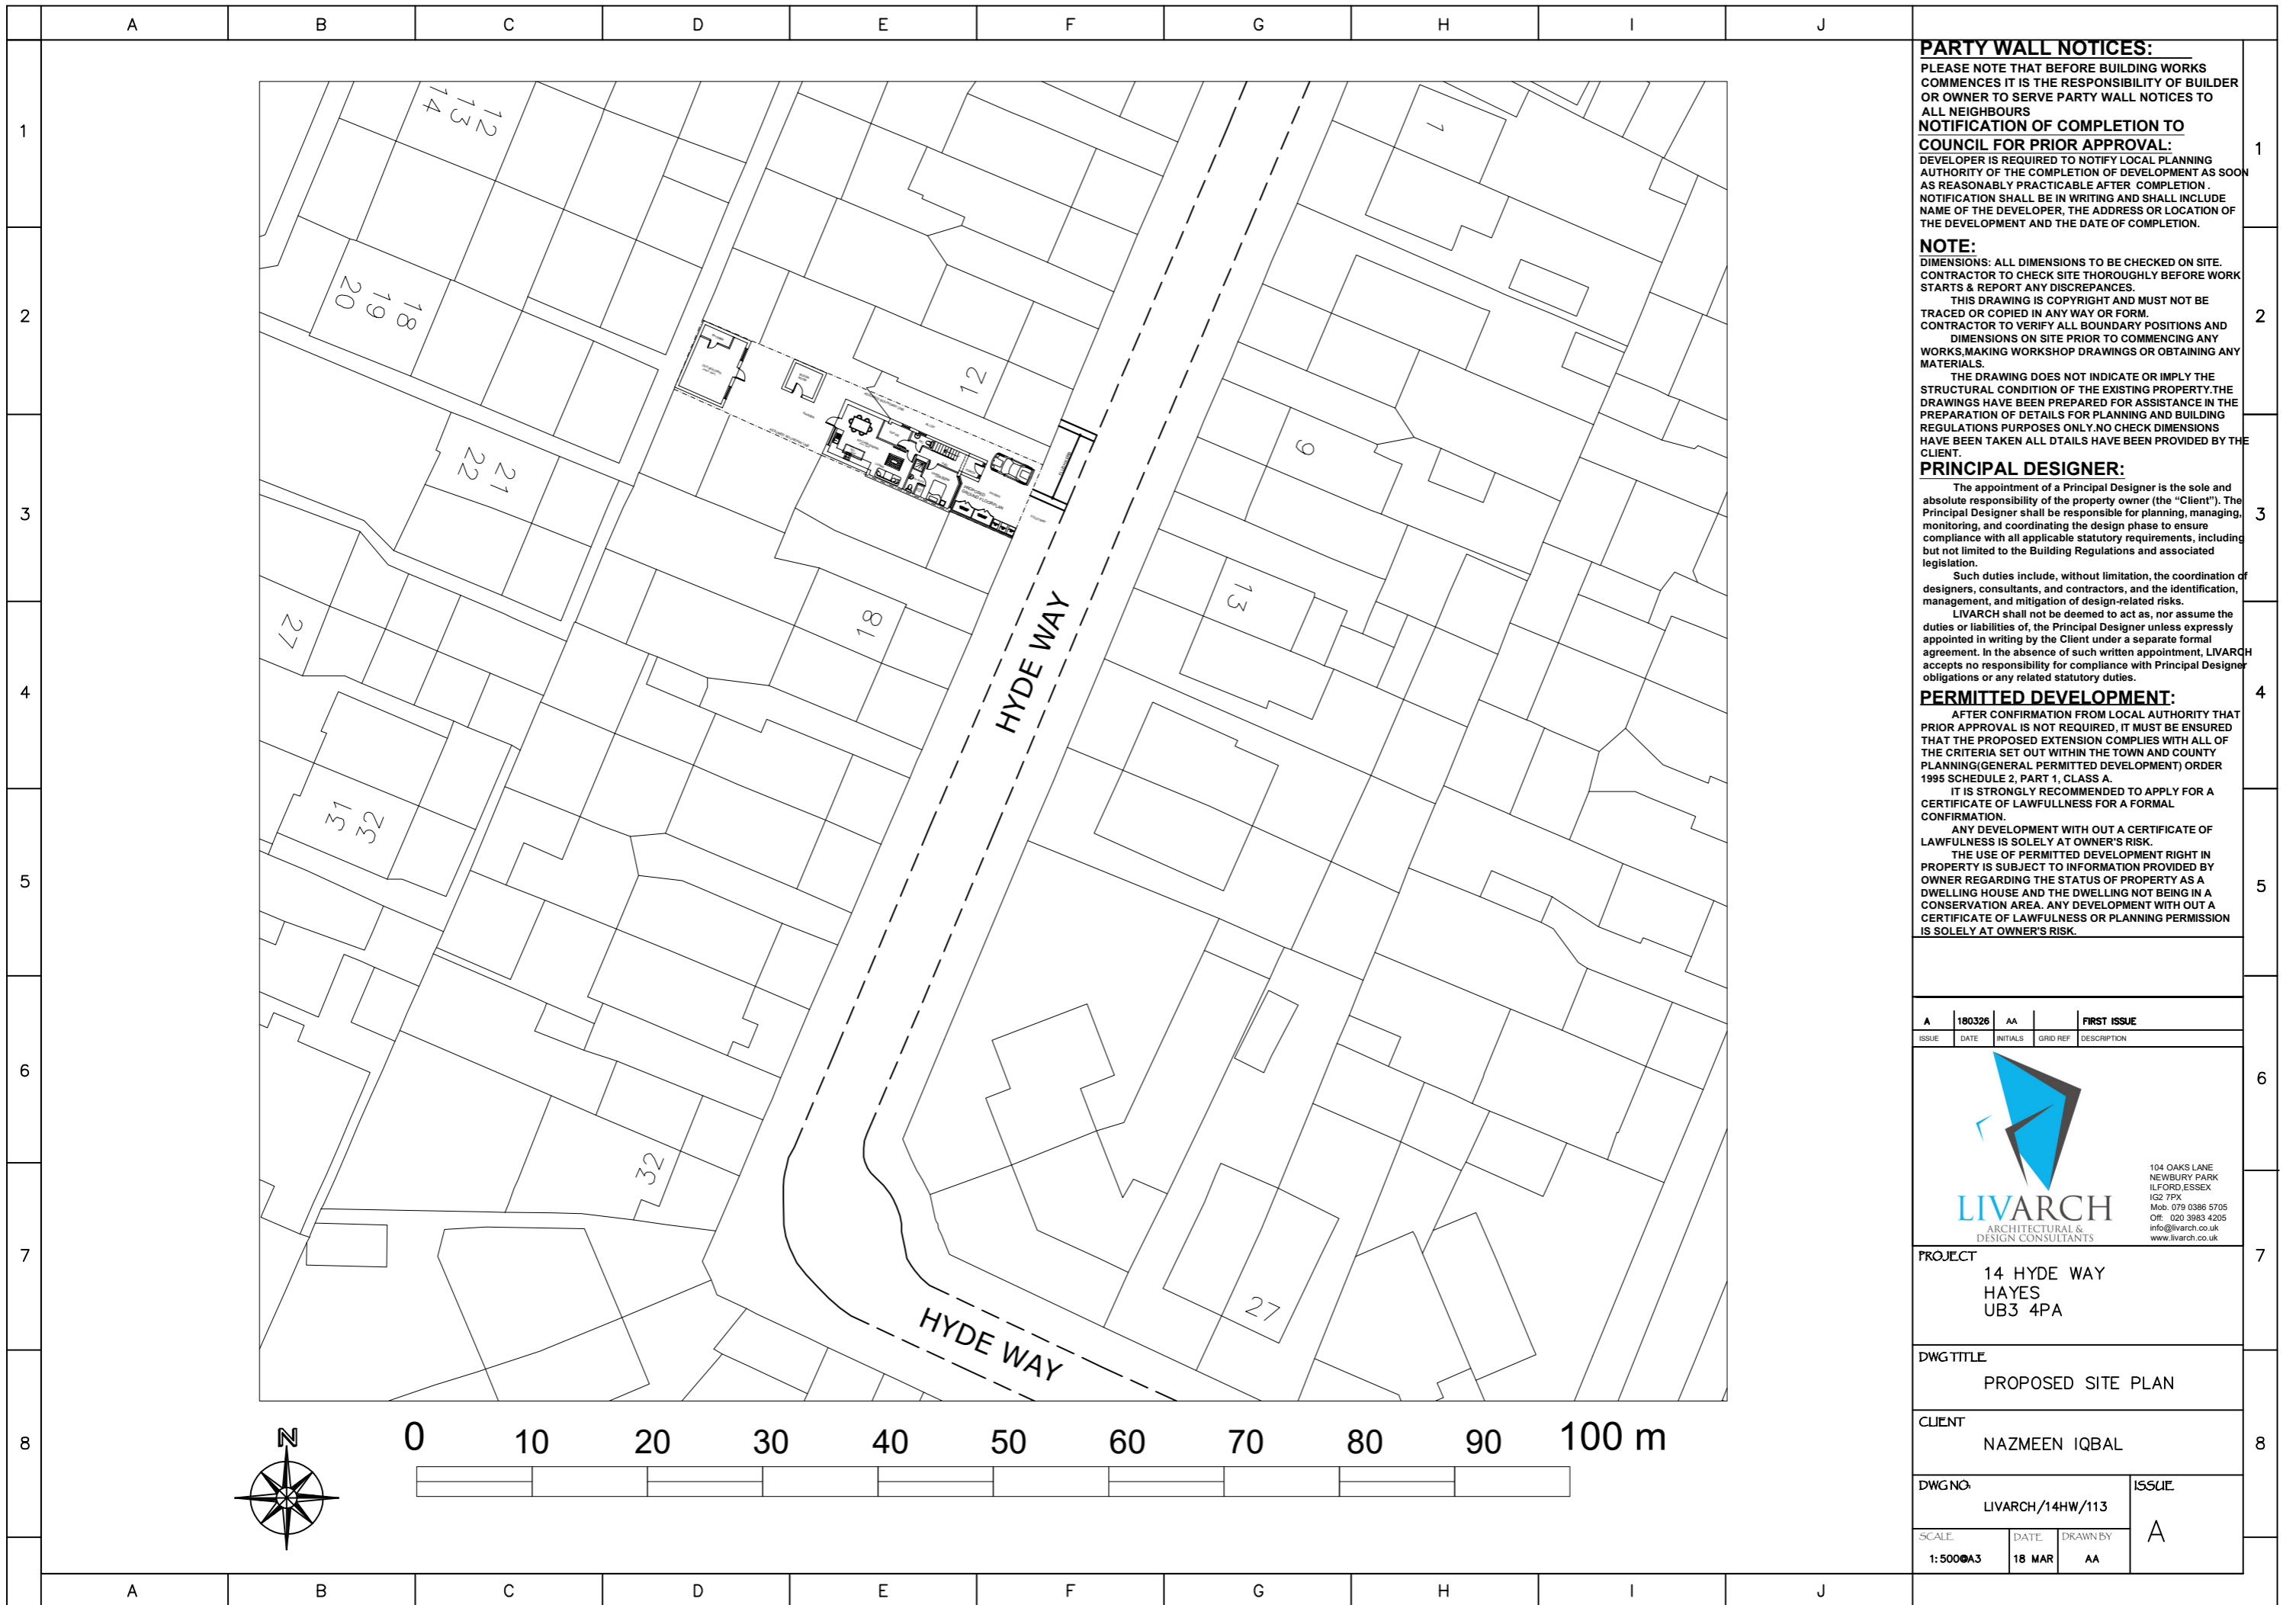 A B C D E F G H I J
1
2
3
4
5
6
7
8
14
13
12
20
19
18
22
21
27
31
32
32
12
18
1
9
13
27
HYDE WAY
HYDE WAY
N
0 10 20 30 40 50 60 70 80 90 100 m
A B C D E F G H I J
PARTY WALL NOTICES:
PLEASE NOTE THAT BEFORE BUILDING WORKS
COMMENCES IT IS THE RESPONSIBILITY OF BUILDER
OR OWNER TO SERVE PARTY WALL NOTICES TO
ALL NEIGHBOURS
NOTIFICATION OF COMPLETION TO
COUNCIL FOR PRIOR APPROVAL:
DEVELOPER IS REQUIRED TO NOTIFY LOCAL PLANNING
AUTHORITY OF THE COMPLETION OF DEVELOPMENT AS SOON
AS REASONABLY PRACTICABLE AFTER COMPLETION .
NOTIFICATION SHALL BE IN WRITING AND SHALL INCLUDE
NAME OF THE DEVELOPER, THE ADDRESS OR LOCATION OF
THE DEVELOPMENT AND THE DATE OF COMPLETION.
NOTE:
DIMENSIONS: ALL DIMENSIONS TO BE CHECKED ON SITE.
CONTRACTOR TO CHECK SITE THOROUGHLY BEFORE WORK
STARTS & REPORT ANY DISCREPANCES.
THIS DRAWING IS COPYRIGHT AND MUST NOT BE
TRACED OR COPIED IN ANY WAY OR FORM.
CONTRACTOR TO VERIFY ALL BOUNDARY POSITIONS AND
DIMENSIONS ON SITE PRIOR TO COMMENCING ANY
WORKS,MAKING WORKSHOP DRAWINGS OR OBTAINING ANY
MATERIALS.
THE DRAWING DOES NOT INDICATE OR IMPLY THE
STRUCTURAL CONDITION OF THE EXISTING PROPERTY.THE
DRAWINGS HAVE BEEN PREPARED FOR ASSISTANCE IN THE
PREPARATION OF DETAILS FOR PLANNING AND BUILDING
REGULATIONS PURPOSES ONLY.NO CHECK DIMENSIONS
HAVE BEEN TAKEN ALL DTAILS HAVE BEEN PROVIDED BY THE
CLIENT.
PRINCIPAL DESIGNER:
The appointment of a Principal Designer is the sole and
absolute responsibility of the property owner (the “Client”). The
Principal Designer shall be responsible for planning, managing,
monitoring, and coordinating the design phase to ensure
compliance with all applicable statutory requirements, including
but not limited to the Building Regulations and associated
legislation.
Such duties include, without limitation, the coordination of
designers, consultants, and contractors, and the identification,
management, and mitigation of design-related risks.
LIVARCH shall not be deemed to act as, nor assume the
duties or liabilities of, the Principal Designer unless expressly
appointed in writing by the Client under a separate formal
agreement. In the absence of such written appointment, LIVARCH
accepts no responsibility for compliance with Principal Designer
obligations or any related statutory duties.
PERMITTED DEVELOPMENT:
AFTER CONFIRMATION FROM LOCAL AUTHORITY THAT
PRIOR APPROVAL IS NOT REQUIRED, IT MUST BE ENSURED
THAT THE PROPOSED EXTENSION COMPLIES WITH ALL OF
THE CRITERIA SET OUT WITHIN THE TOWN AND COUNTY
PLANNING(GENERAL PERMITTED DEVELOPMENT) ORDER
1995 SCHEDULE 2, PART 1, CLASS A.
IT IS STRONGLY RECOMMENDED TO APPLY FOR A
CERTIFICATE OF LAWFULLNESS FOR A FORMAL
CONFIRMATION.
ANY DEVELOPMENT WITH OUT A CERTIFICATE OF
LAWFULNESS IS SOLELY AT OWNER'S RISK.
THE USE OF PERMITTED DEVELOPMENT RIGHT IN
PROPERTY IS SUBJECT TO INFORMATION PROVIDED BY
OWNER REGARDING THE STATUS OF PROPERTY AS A
DWELLING HOUSE AND THE DWELLING NOT BEING IN A
CONSERVATION AREA. ANY DEVELOPMENT WITH OUT A
CERTIFICATE OF LAWFULNESS OR PLANNING PERMISSION
IS SOLELY AT OWNER'S RISK.
A 180326 AA FIRST ISSUE
ISSUE DATE INITIALS GRID REF DESCRIPTION
LIVARCH
ARCHITECTURAL &
DESIGN CONSULTANTS
104 OAKS LANE
NEWBURY PARK
ILFORD,ESSEX
IG2 7PX
Mob. 079 0386 5705
Off: 020 3983 4205
info@livarch.co.uk
www.livarch.co.uk
PROJECT
14 HYDE WAY
HAYES
UB3 4PA
DWG TITLE
PROPOSED SITE PLAN
CLIENT
NAZMEEN IQBAL
DWG NO.
LIVARCH/14HW/113
ISSUE
A
SCALE DATE DRAWN BY
1:500@A3 18 MAR AA
1
2
3
4
5
6
7
8